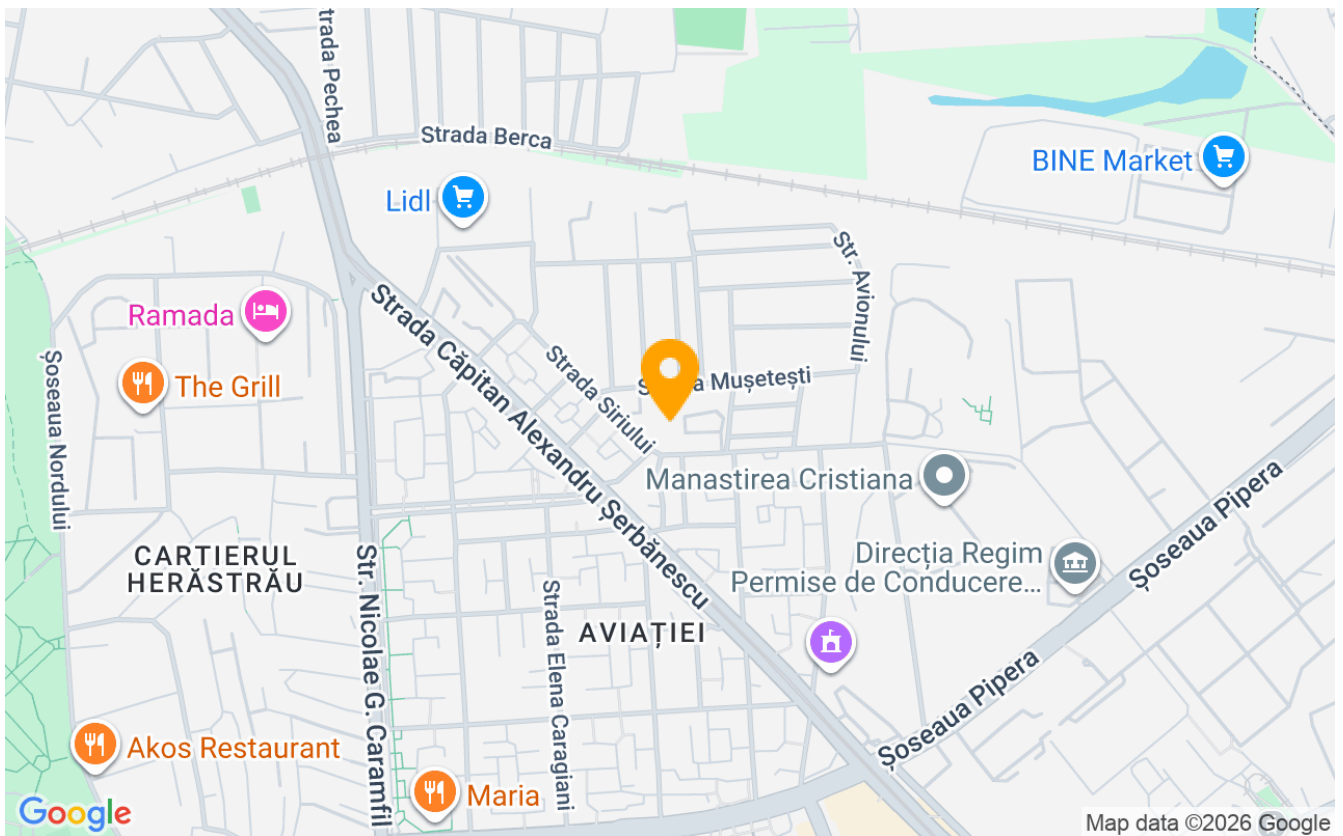 trada Pechea
Strada Berca
BINE Market
Lidl
Str. Avionului
Ramada
Strada Căpitan Alexandru Șerbănescu
The Grill
Strada Siriului
a Mușetești
Șoseaua Nordului
Manastirea Cristiana
Șoseaua Pipera
CARTIERUL
HERĂSTRĂU
Str. Nicolae G. Caramfil
Direcția Regim
Permise de Conducere...
Strada Elena Caragiani
AVIAȚIEI
Șoseaua Pipera
Akos Restaurant
Maria
Google
Map data ©2026 Google